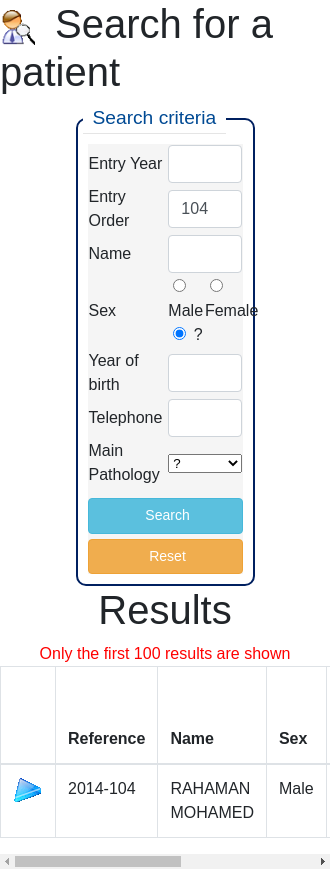 Search for a
patient
Search criteria
Entry Year
Entry
Order
104
Name
Sex
Male Female
?
Year of
birth
Telephone
Main
Pathology
?
Search
Reset
Results
Only the first 100 results are shown
Reference Name Sex
2014-104 RAHAMAN Male
MOHAMED